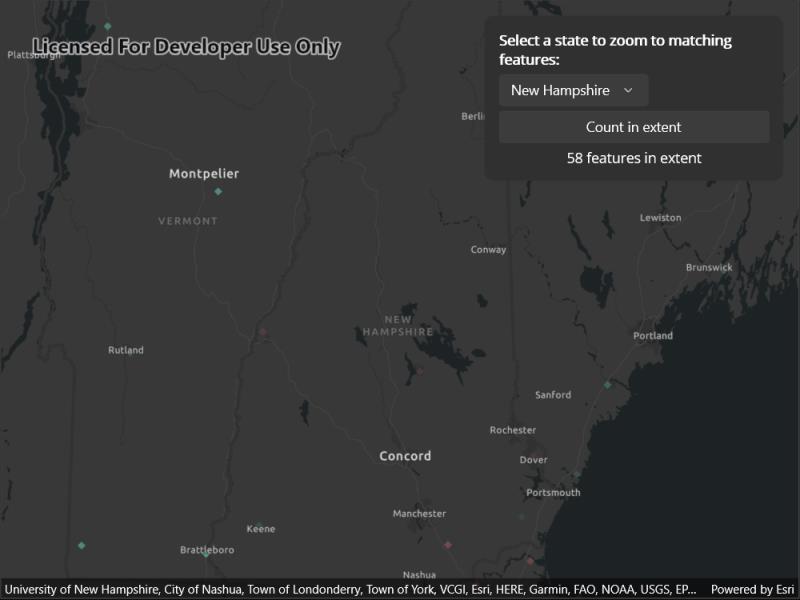 Licensed For Developer Use Only
Plattsburgh
Select a state to zoom to matching
features:
New Hampshire
Count in extent
58 features in extent
Montpelier
VERMONT
Lewiston
Conway
Brunswick
NEW
HAMPSHIRE
Portland
Rutland
Sanford
Rochester
Concord
Dover
Portsmouth
Manchester
Keene
Brattleboro
Nashua
University of New Hampshire, City of Nashua, Town of Londonderry, Town of York, VCGI, Esri, HERE, Garmin, FAO, NOAA, USGS, EP... Powered by Esri